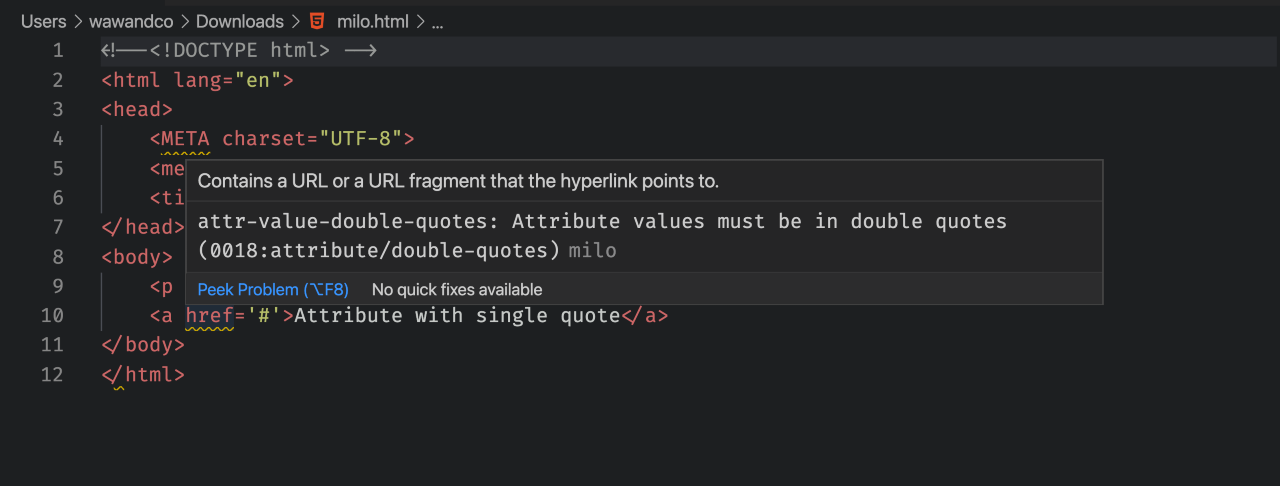 Users > wawandco > Downloads > milo.html > ...
1 <!--<!DOCTYPE html> -->
2 <html lang="en">
3 <head>
4 <META charset="UTF-8">
5 <me
Contains a URL or a URL fragment that the hyperlink points to.
6 <ti
attr-value-double-quotes: Attribute values must be in double quotes
7 </head>
(0018:attribute/double-quotes) milo
8 <body>
9 <p
Peek Problem (⌥F8) No quick fixes available
10 <a href='#'>Attribute with single quote</a>
11 </body>
12 </html>